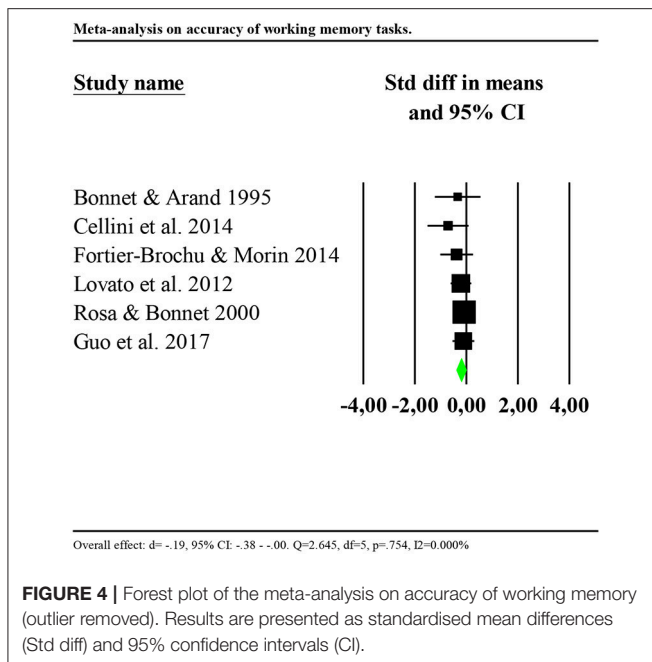 Meta-analysis on accuracy of working memory tasks.
Study name
Std diff in means
and 95% CI
Bonnet & Arand 1995
Cellini et al. 2014
Fortier-Brochu & Morin 2014
Lovato et al. 2012
Rosa & Bonnet 2000
Guo et al. 2017
-4,00 -2,00 0,00 2,00 4,00
Overall effect: d= -.19, 95% CI: -.38 - -.00. Q=2.645, df=5, p=.754, I2=0.000%
FIGURE 4 | Forest plot of the meta-analysis on accuracy of working memory
(outlier removed). Results are presented as standardised mean differences
(Std diff) and 95% confidence intervals (CI).